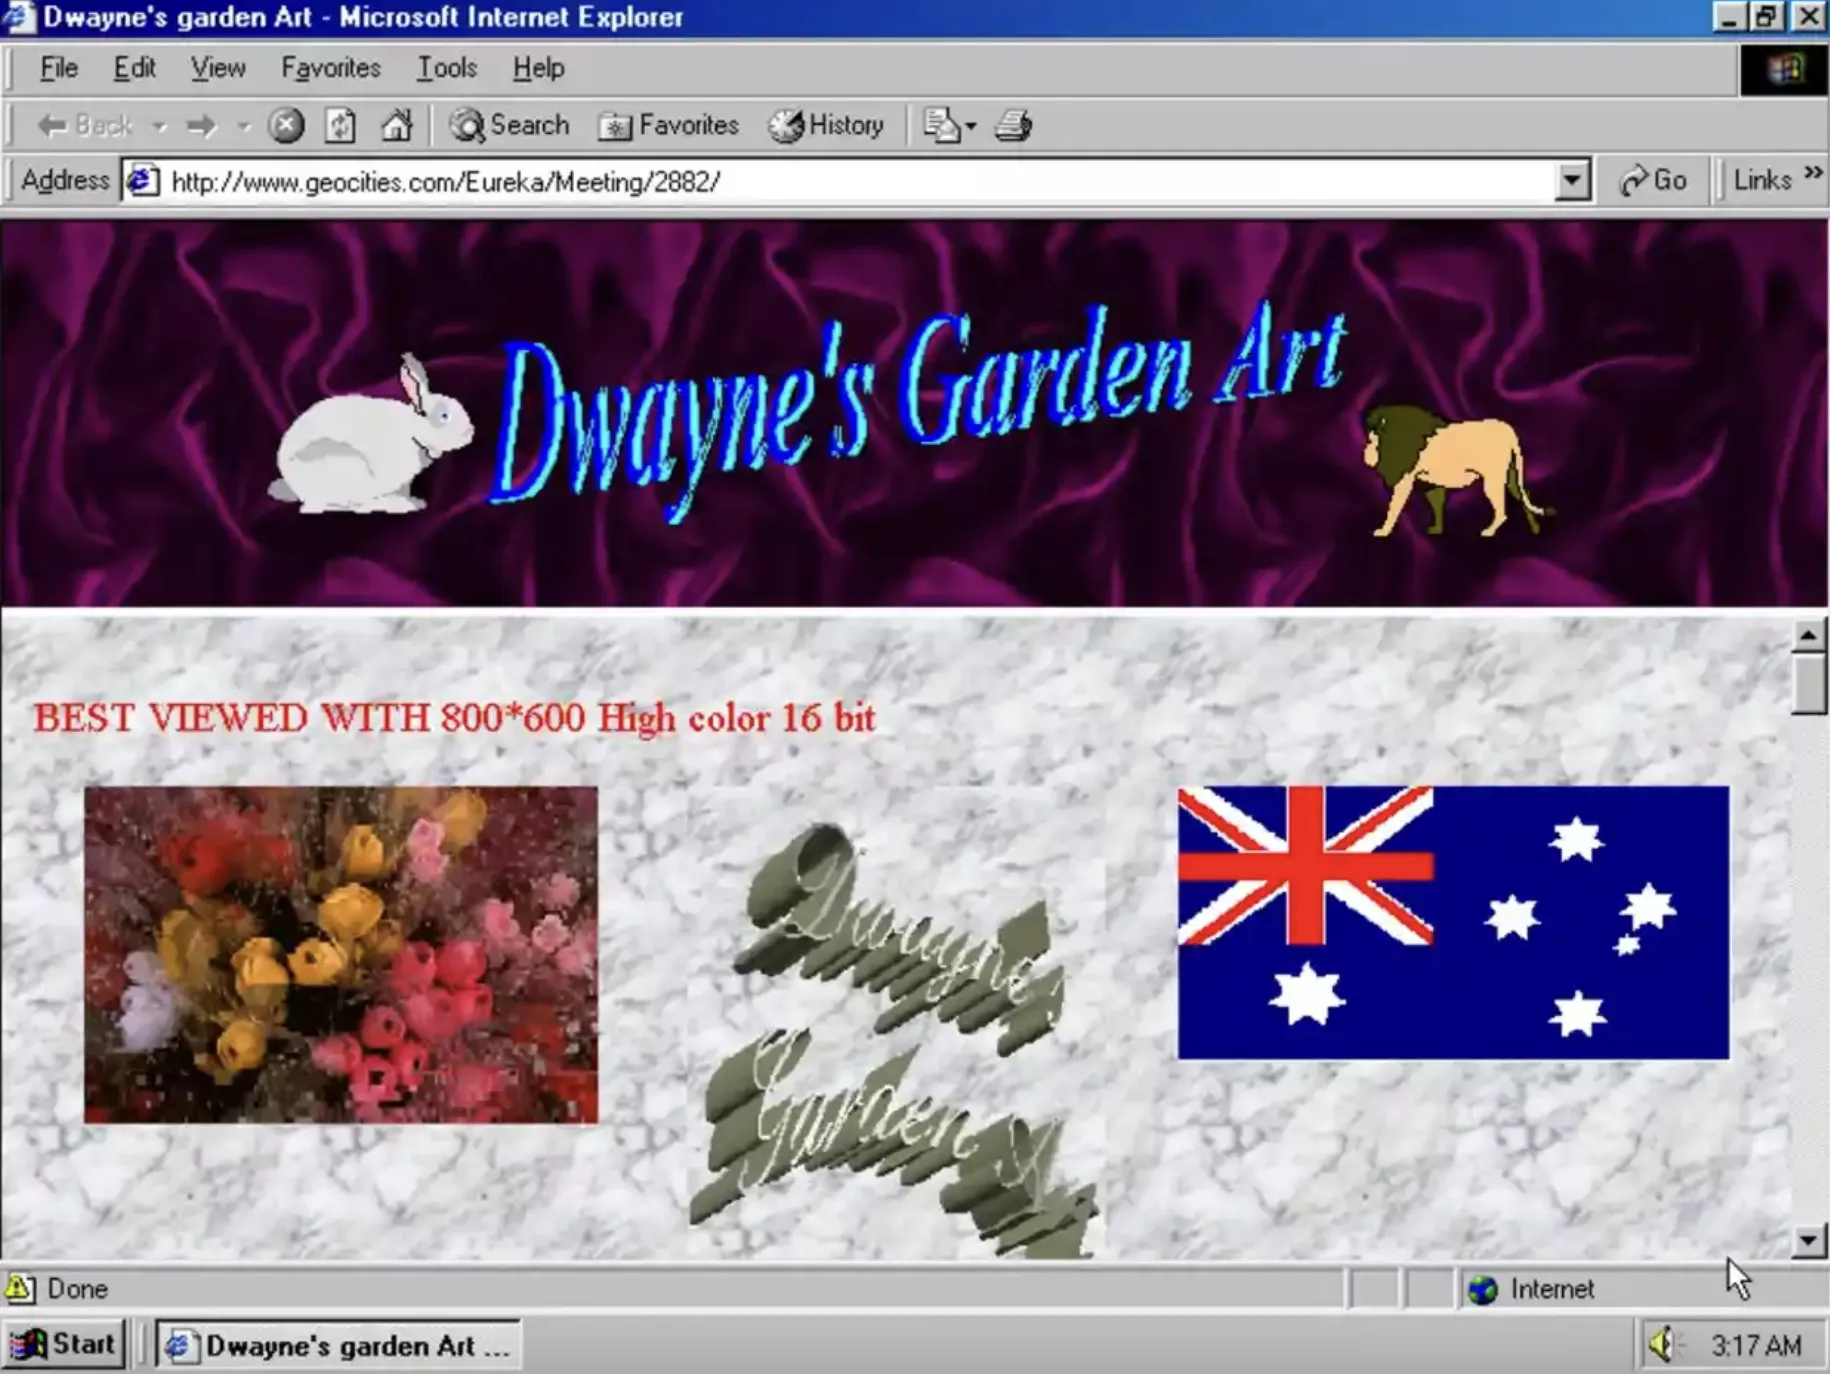 Dwayne's garden Art - Microsoft Internet Explorer
File Edit View Favorites Tools Help
Back Search Favorites History
Address http://www.geocities.com/Eureka/Meeting/2882/ Go Links »
Dwayne's Garden Art
BEST VIEWED WITH 800*600 High color 16 bit
Dwayne's
Garden
Done Internet
Start Dwayne's garden Art ... 3:17 AM